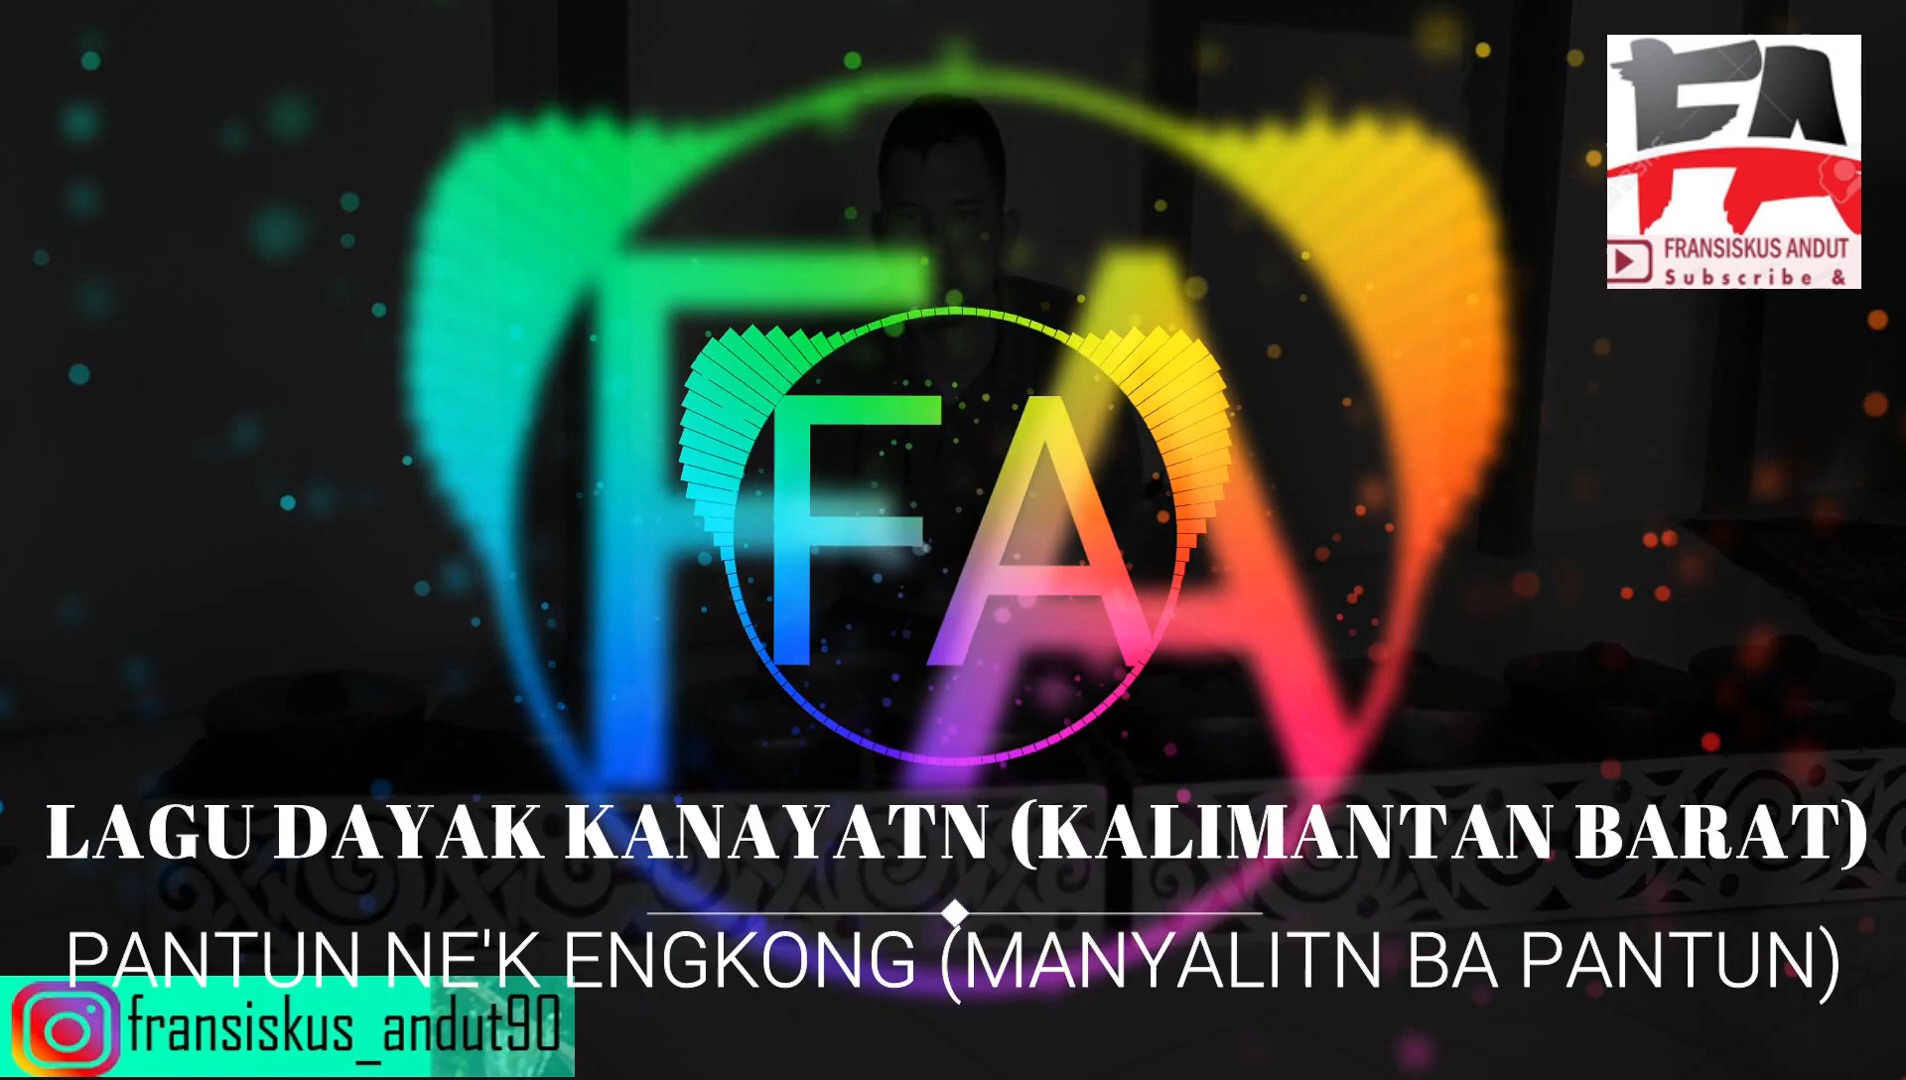 FA
FRANSISKUS ANDUT
Subscribe &
FA
LAGU DAYAK KANAYATN (KALIMANTAN BARAT)
PANTUN NE'K ENGKONG (MANYALITN BA PANTUN)
fransiskus_andut90